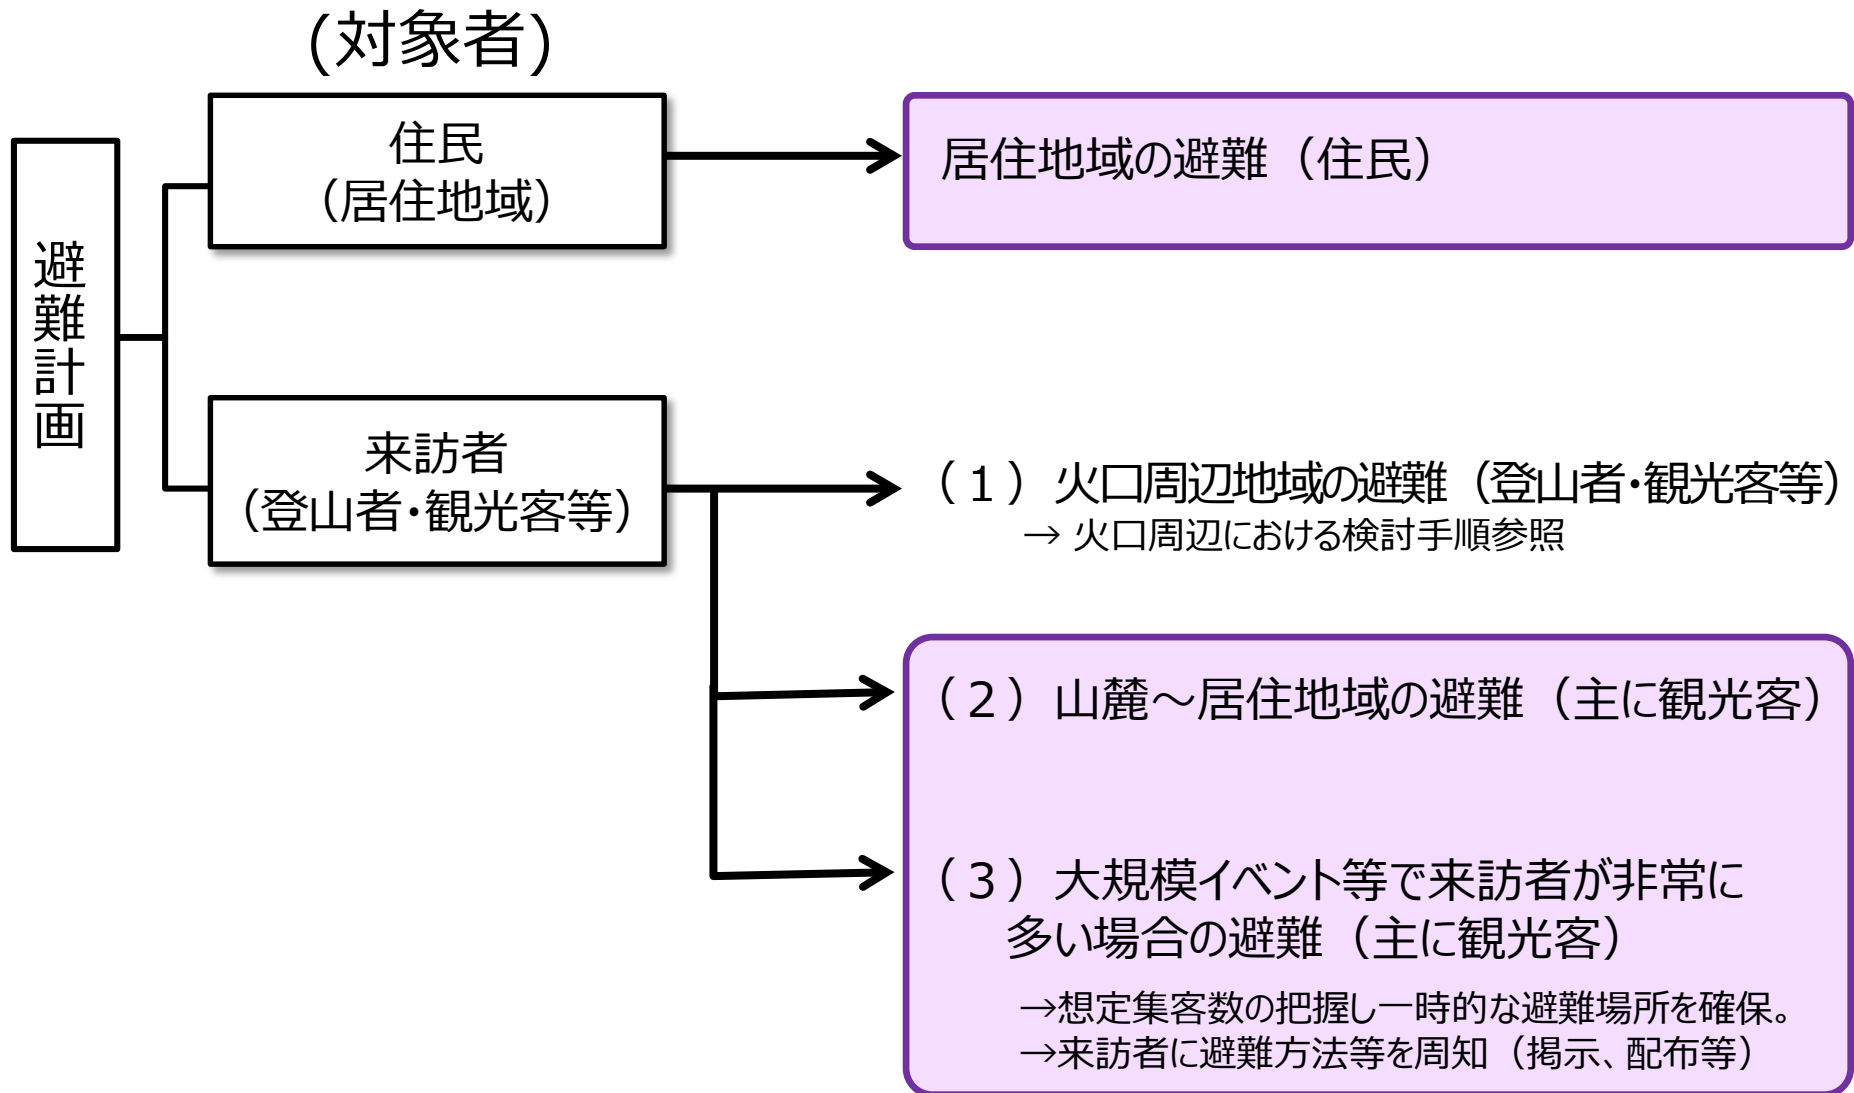 (対象者)
避難計画
住民
（居住地域）
居住地域の避難（住民）
来訪者
（登山者・観光客等）
（１）火口周辺地域の避難（登山者・観光客等）
→ 火口周辺における検討手順参照
（２）山麓～居住地域の避難（主に観光客）
（３）大規模イベント等で来訪者が非常に
多い場合の避難（主に観光客）
→想定集客数の把握し一時的な避難場所を確保。
→来訪者に避難方法等を周知（掲示、配布等）